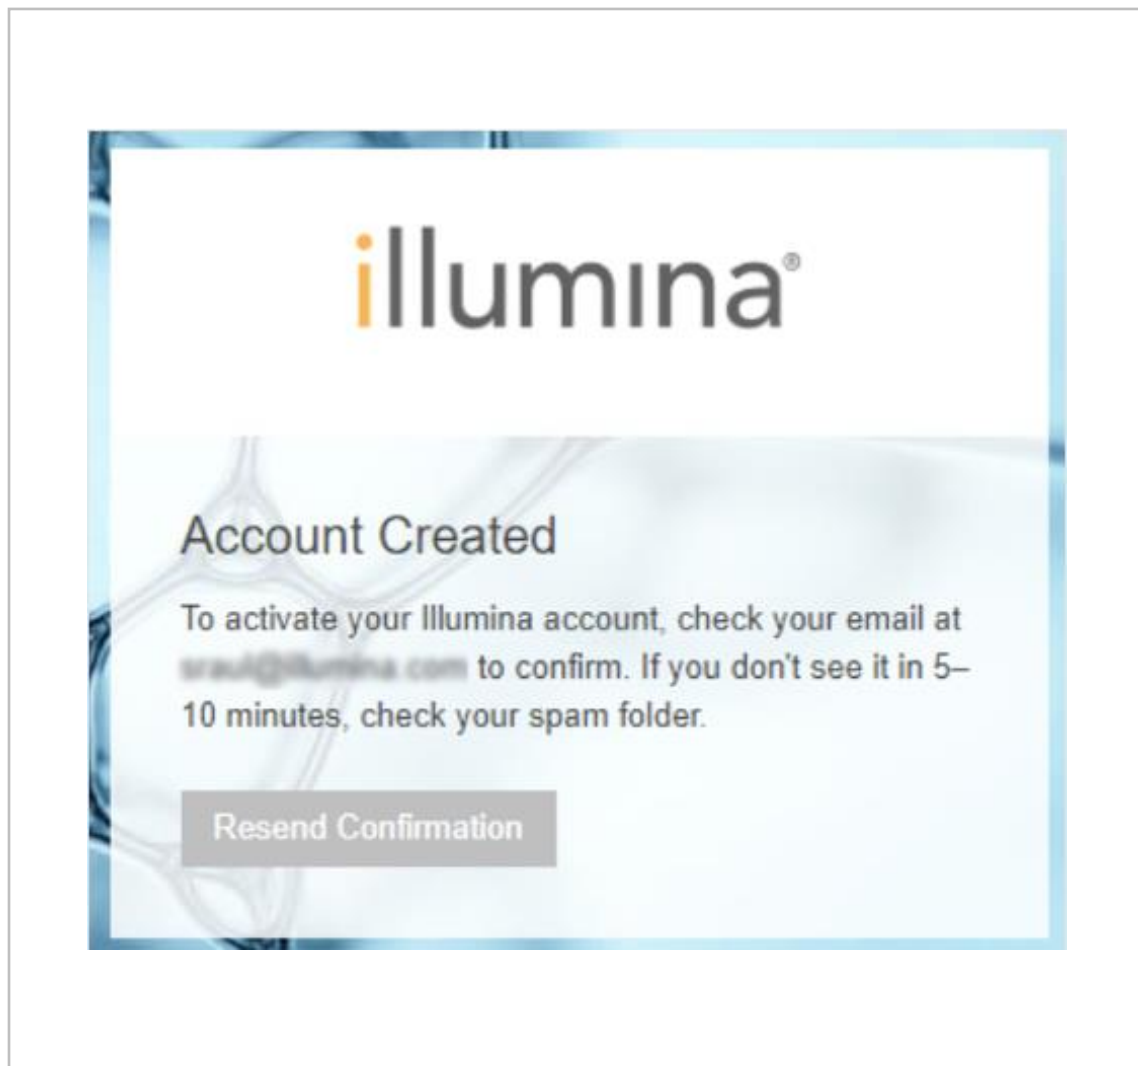 illumina®
Account Created
To activate your Illumina account, check your email at
to confirm. If you don't see it in 5–
10 minutes, check your spam folder.
Resend Confirmation